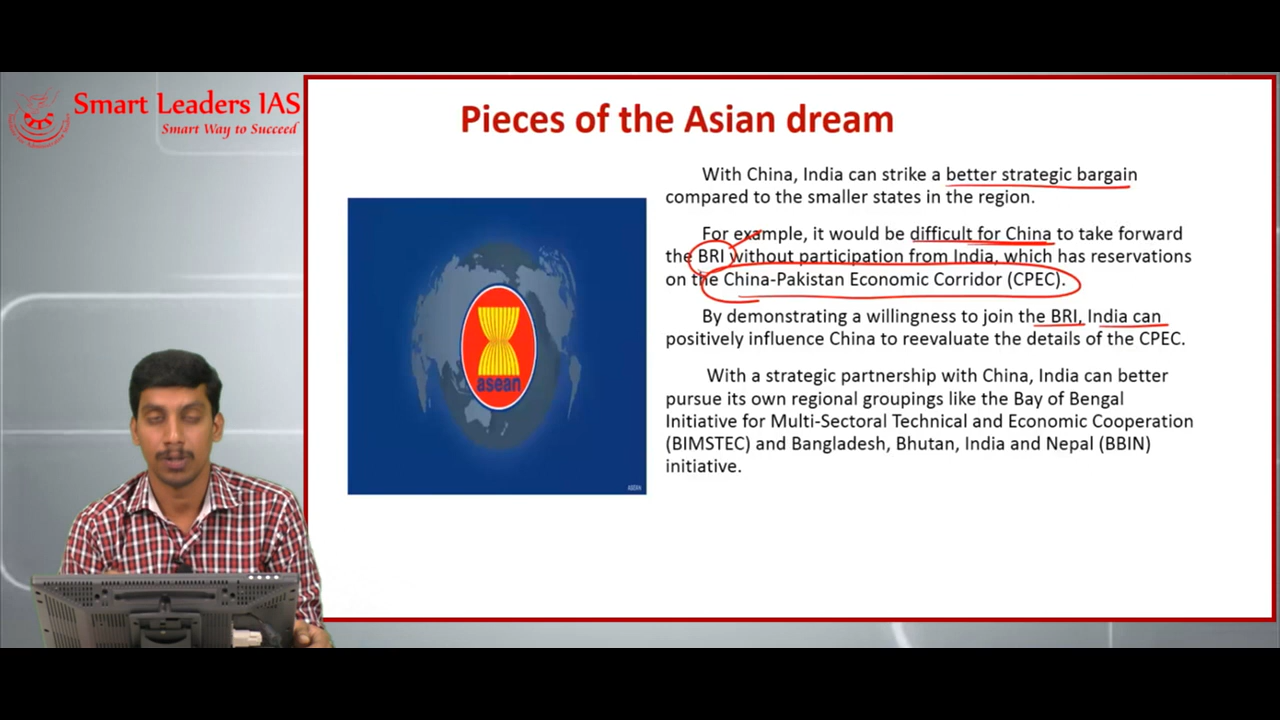 Smart Leaders IAS
Smart Way to Succeed
Pieces of the Asian dream
With China, India can strike a better strategic bargain
compared to the smaller states in the region.
For example, it would be difficult for China to take forward
the BRI without participation from India, which has reservations
on the China-Pakistan Economic Corridor (CPEC).
By demonstrating a willingness to join the BRI, India can
positively influence China to reevaluate the details of the CPEC.
With a strategic partnership with China, India can better
pursue its own regional groupings like the Bay of Bengal
Initiative for Multi-Sectoral Technical and Economic Cooperation
(BIMSTEC) and Bangladesh, Bhutan, India and Nepal (BBIN)
initiative.
asean
ASEAN